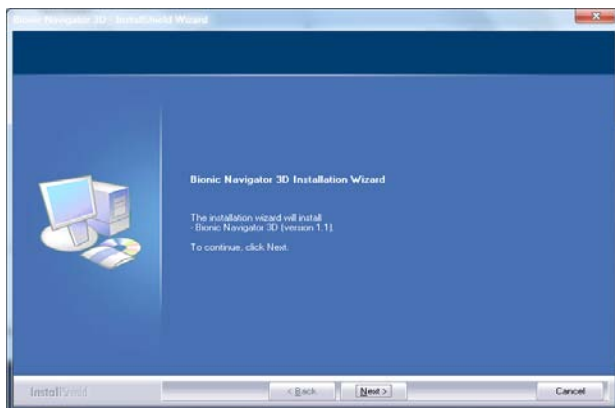 Bionic Navigator 3D - InstallShield Wizard
Bionic Navigator 3D Installation Wizard
The installation wizard will install
- Bionic Navigator 3D (version 1.1)
To continue, click Next.
InstallShield
< Back
Next >
Cancel